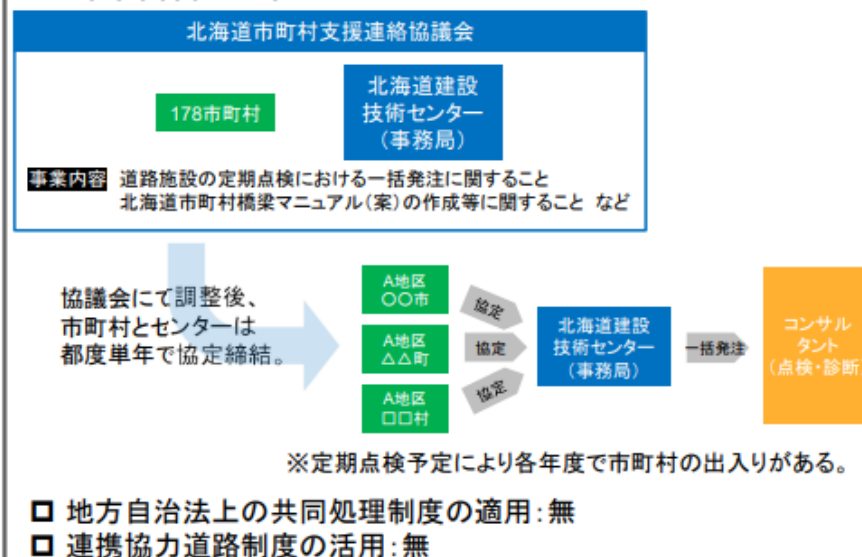 北海道市町村支援連絡協議会
178市町村
北海道建設
技術センター
（事務局）
事業内容 道路施設の定期点検における一括発注に関すること
北海道市町村橋梁マニュアル（案）の作成等に関すること など
協議会にて調整後、
市町村とセンターは
都度単年で協定締結。
A地区
○○市
A地区
△△町
A地区
□□村
協定
協定
協定
北海道建設
技術センター
（事務局）
一括発注
コンサル
タント
（点検・診断
※定期点検予定により各年度で市町村の出入りがある。
□ 地方自治法上の共同処理制度の適用：無
□ 連携協力道路制度の活用：無